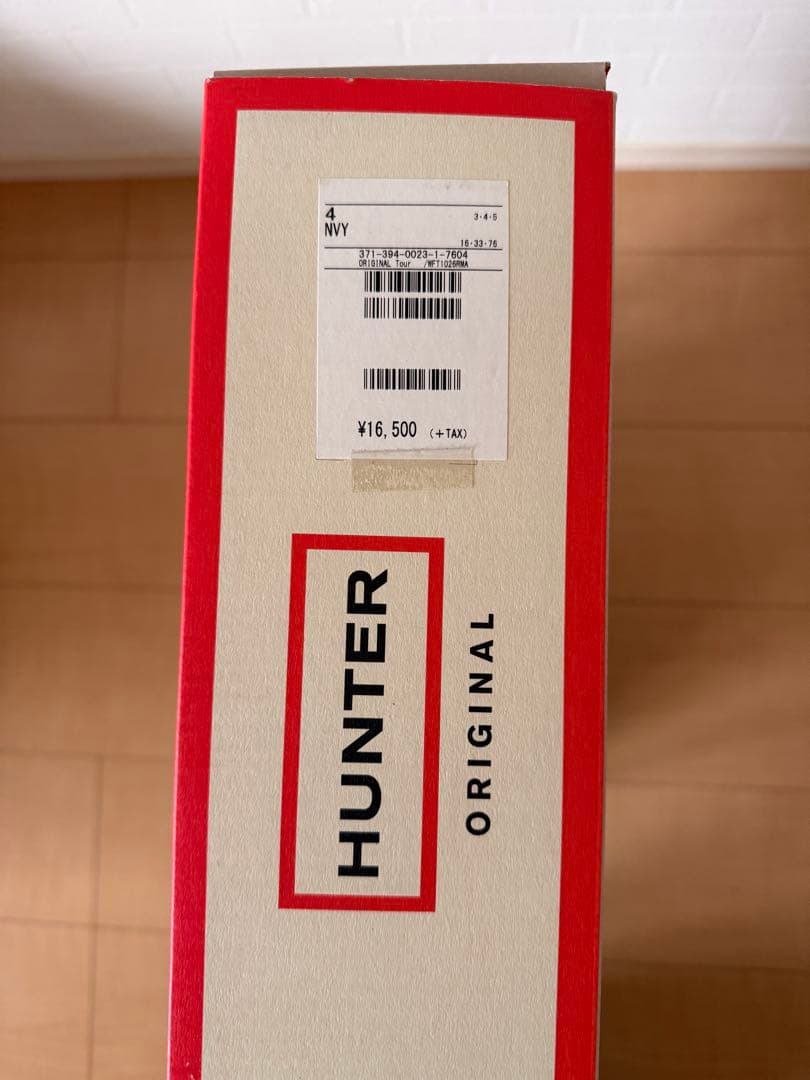 4
3・4・5
NVY
16・33・76
371-394-0023-1-7604
ORIGINAL Tour /WFT1026RMA
¥16,500 (+TAX)
HUNTER
ORIGINAL